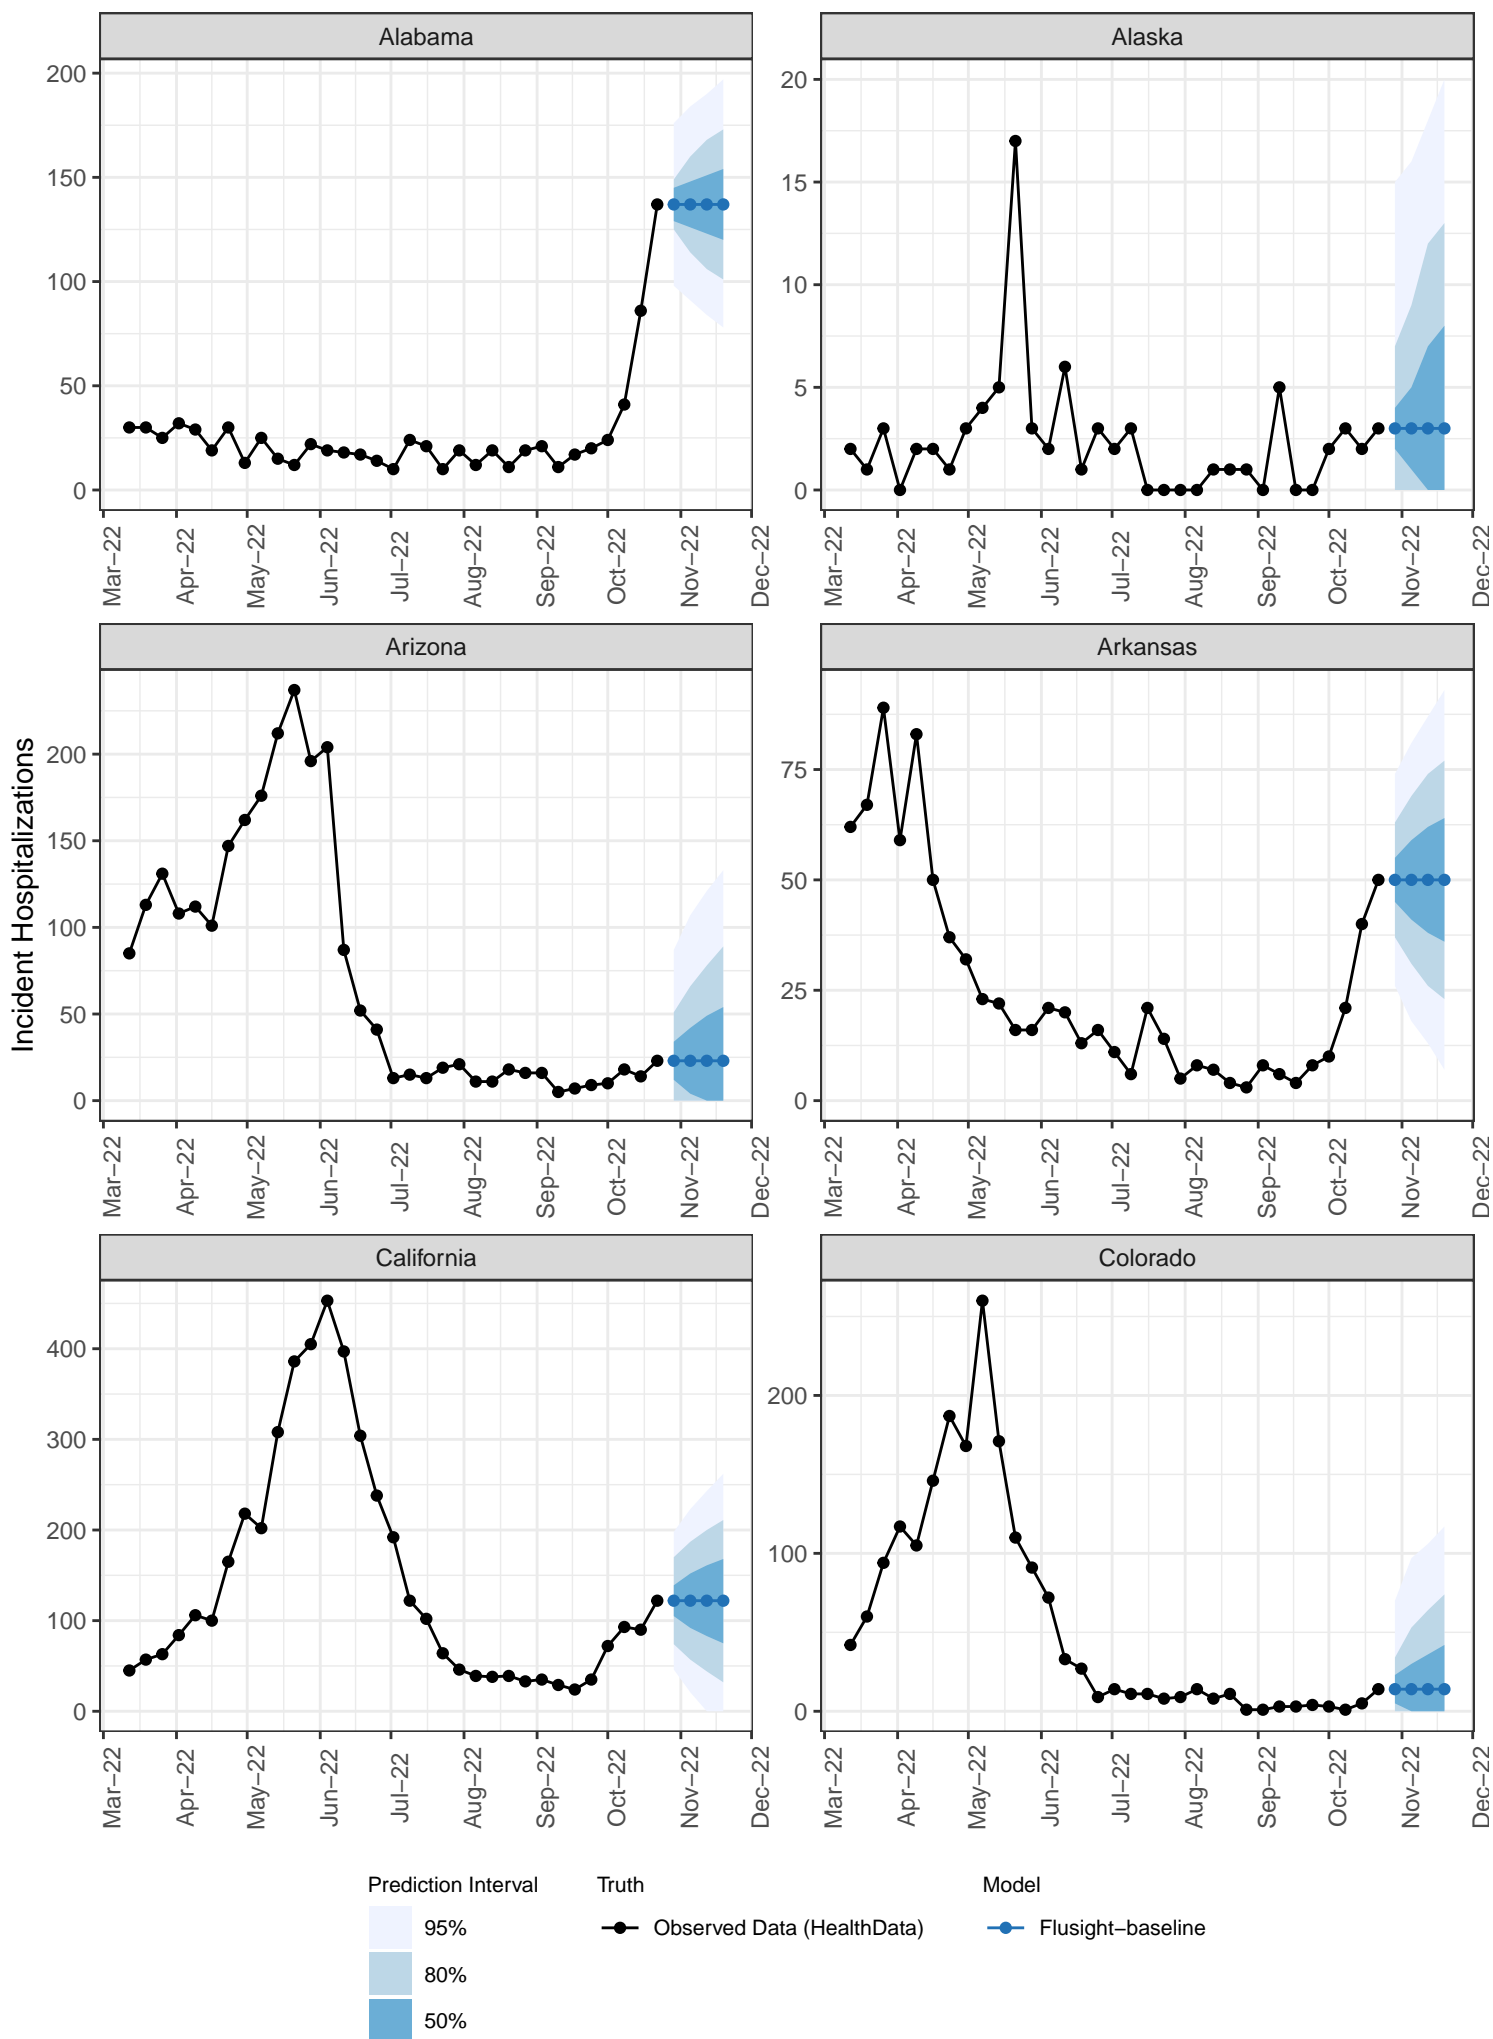 Alabama
Alaska
200
150
100
50
0
20
15
10
5
0
Mar−22
Apr−22
May−22
Jun−22
Jul−22
Aug−22
Sep−22
Oct−22
Nov−22
Dec−22
Mar−22
Apr−22
May−22
Jun−22
Jul−22
Aug−22
Sep−22
Oct−22
Nov−22
Dec−22
Incident Hospitalizations
Arizona
Arkansas
200
150
100
50
0
75
50
25
0
Mar−22
Apr−22
May−22
Jun−22
Jul−22
Aug−22
Sep−22
Oct−22
Nov−22
Dec−22
Mar−22
Apr−22
May−22
Jun−22
Jul−22
Aug−22
Sep−22
Oct−22
Nov−22
Dec−22
California
Colorado
400
300
200
100
0
200
100
0
Mar−22
Apr−22
May−22
Jun−22
Jul−22
Aug−22
Sep−22
Oct−22
Nov−22
Dec−22
Mar−22
Apr−22
May−22
Jun−22
Jul−22
Aug−22
Sep−22
Oct−22
Nov−22
Dec−22
Prediction Interval
95%
80%
50%
Truth
Observed Data (HealthData)
Model
Flusight−baseline